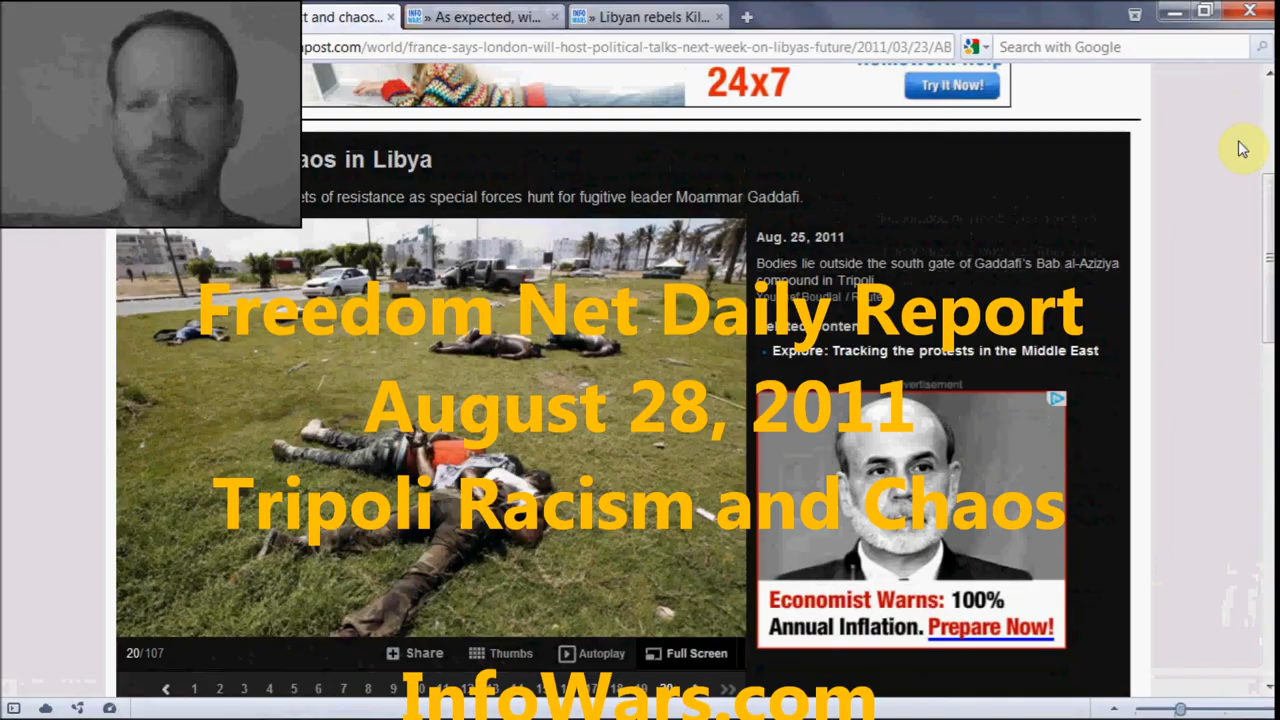 t and chaos...
» As expected, wi...
» Libyan rebels Kil...
post.com/world/france-says-london-will-host-political-talks-next-week-on-libyas-future/2011/03/23/AB
Search with Google
24x7
Try It Now!
aos in Libya
ets of resistance as special forces hunt for fugitive leader Moammar Gaddafi.
Aug. 25, 2011
Bodies lie outside the south gate of Gaddafi's Bab al-Aziziya
compound in Tripoli
Freedom Net Daily Report
Explore: Tracking the protests in the Middle East
August 28, 2011
Tripoli Racism and Chaos
Economist Warns: 100%
Annual Inflation. Prepare Now!
20/107
Share
Thumbs
Autoplay
Full Screen
1 2 3 4 5 6 7 8 9
InfoWars.com